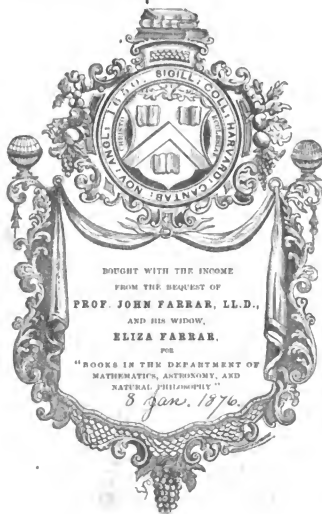 SIGILL: COLL: HARVARD: CANTAB: NOV: ANGL: 1650.
BOUGHT WITH THE INCOME
FROM THE BEQUEST OF
PROF. JOHN FARRAR, LL.D.,
AND HIS WIDOW,
ELIZA FARRAR,
FOR
"BOOKS IN THE DEPARTMENT OF
MATHEMATICS, ASTRONOMY, AND
NATURAL PHILOSOPHY"
8 Jan. 1876.